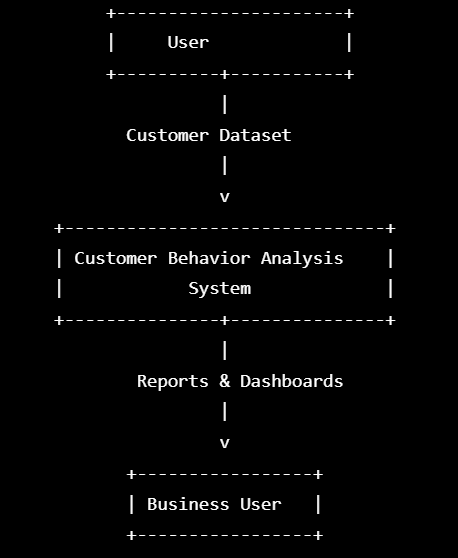 User
Customer Dataset
v
Customer Behavior Analysis
System
Reports & Dashboards
v
Business User